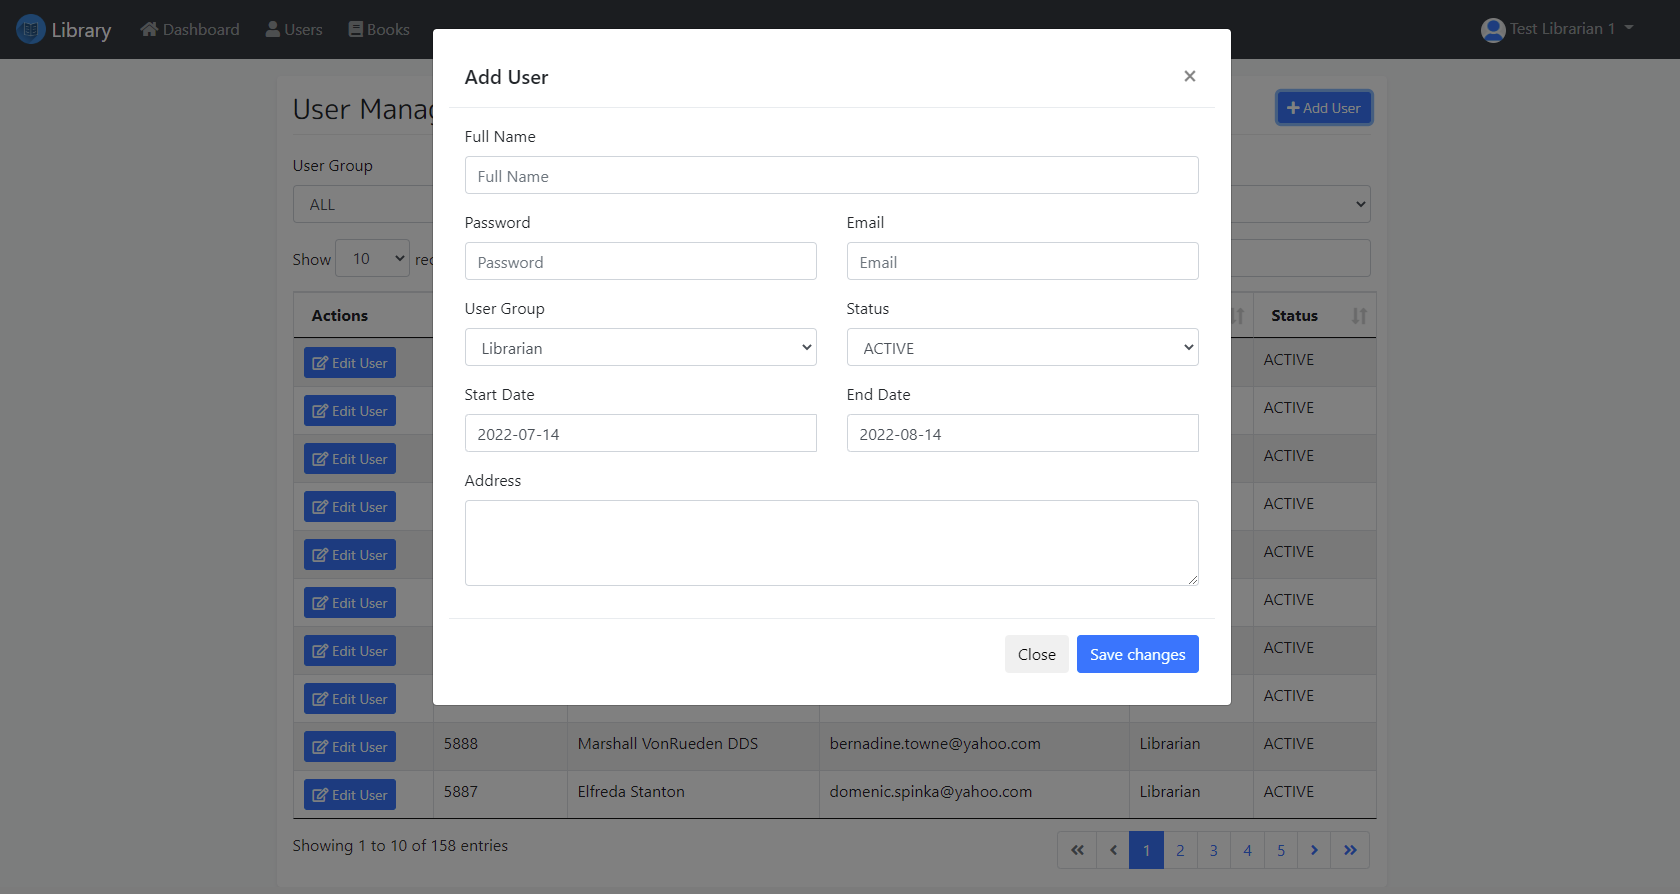 Library Dashboard Users Books Test Librarian 1
Add User ×
User Manag Add User
Full Name
Full Name
User Group
ALL
Password Email
Password Email
Show 10 rec
User Group Status
Actions Status
Librarian ACTIVE
Edit User ACTIVE
Start Date End Date
Edit User ACTIVE
2022-07-14 2022-08-14
Edit User ACTIVE
Address
Edit User ACTIVE
Edit User ACTIVE
Edit User ACTIVE
Edit User ACTIVE
Close Save changes
Edit User ACTIVE
Edit User 5888 Marshall VonRueden DDS bernadine.towne@yahoo.com Librarian ACTIVE
Edit User 5887 Elfreda Stanton domenic.spinka@yahoo.com Librarian ACTIVE
Showing 1 to 10 of 158 entries « ‹ 1 2 3 4 5 › »